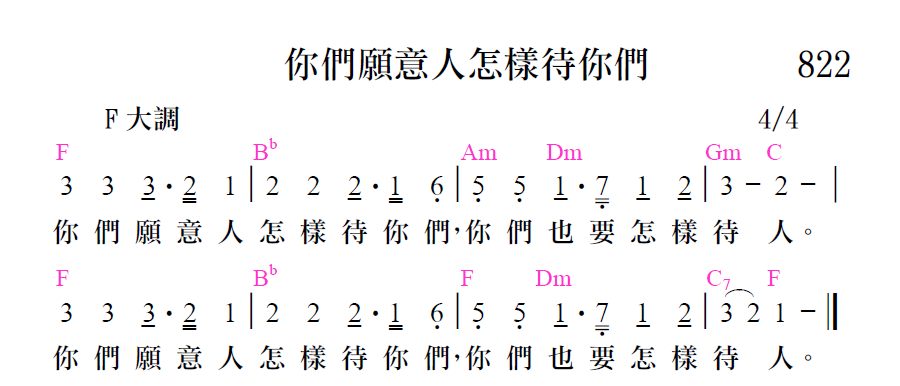 你們願意人怎樣待你們 822
F 大調 4/4
F B♭ Am Dm Gm C
3 3 3 · 2 1 | 2 2 2 · 1 6 | 5 5 1 · 7 1 2 | 3 – 2 – |
你們願意人怎樣待你們,你們也要怎樣待人。
F B♭ F Dm C7 F
3 3 3 · 2 1 | 2 2 2 · 1 6 | 5 5 1 · 7 1 2 | 3 2 1 – ‖
你們願意人怎樣待你們,你們也要怎樣待人。